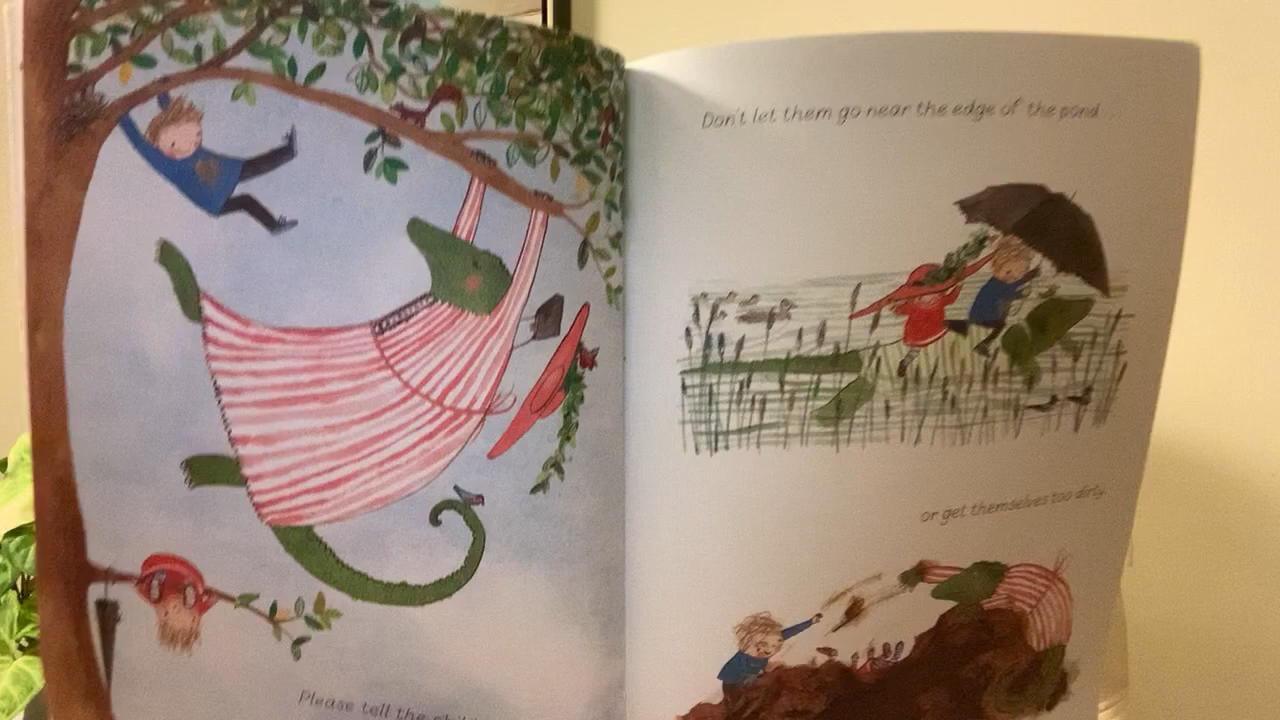 Please tell the
Don't let them go near the edge of the pond ...
or get themselves too dirty.